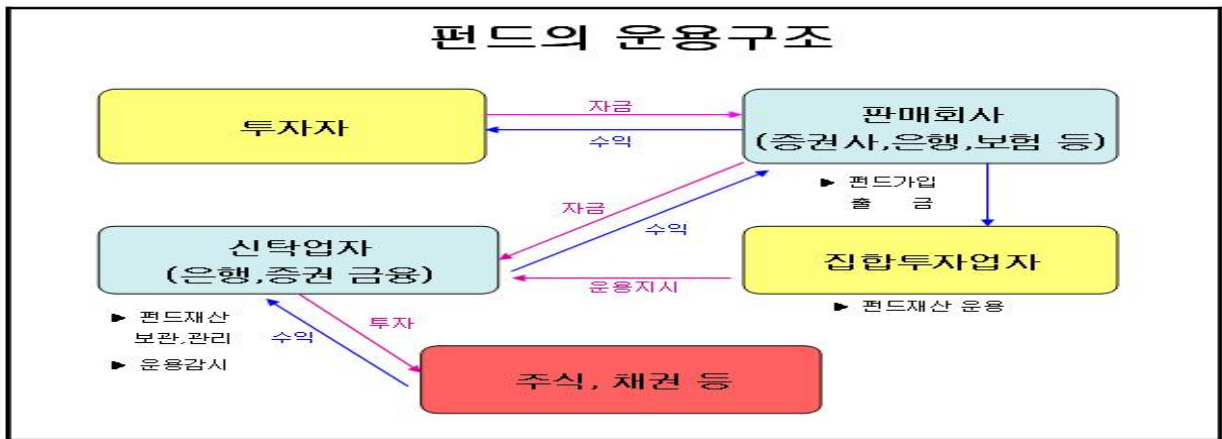 펀드의 운용구조
투자자
자금
수익
판매회사
(증권사,은행,보험 등)
▶ 펀드가입
출 금
자금
수익
신탁업자
(은행,증권 금융)
집합투자업자
운용지시
▶ 펀드재산 운용
▶ 펀드재산
보관,관리
▶ 운용감시
수익
투자
주식, 채권 등